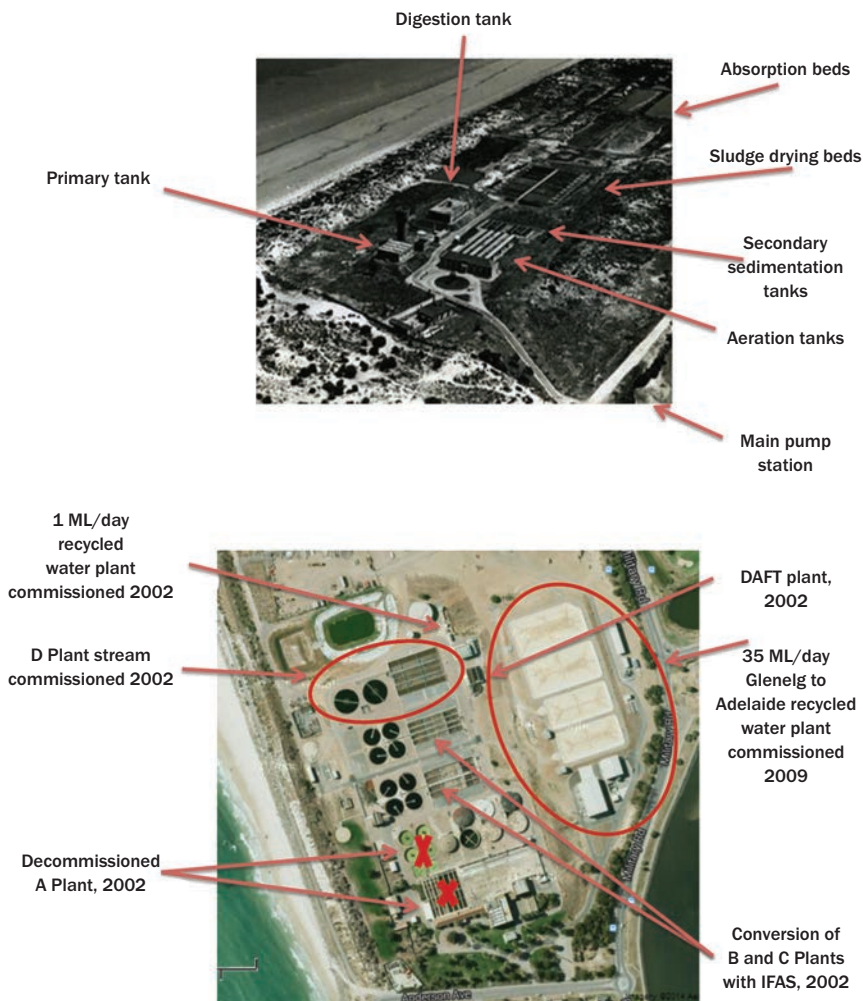 Digestion tank
Absorption beds
Sludge drying beds
Primary tank
Secondary
sedimentation
tanks
Aeration tanks
Main pump
station
1 ML/day
recycled
water plant
commissioned 2002
DAFT plant,
2002
D Plant stream
commissioned 2002
35 ML/day
Glenelg to
Adelaide recycled
water plant
commissioned
2009
Decommissioned
A Plant, 2002
Conversion of
B and C Plants
with IFAS, 2002
Anderson Ave